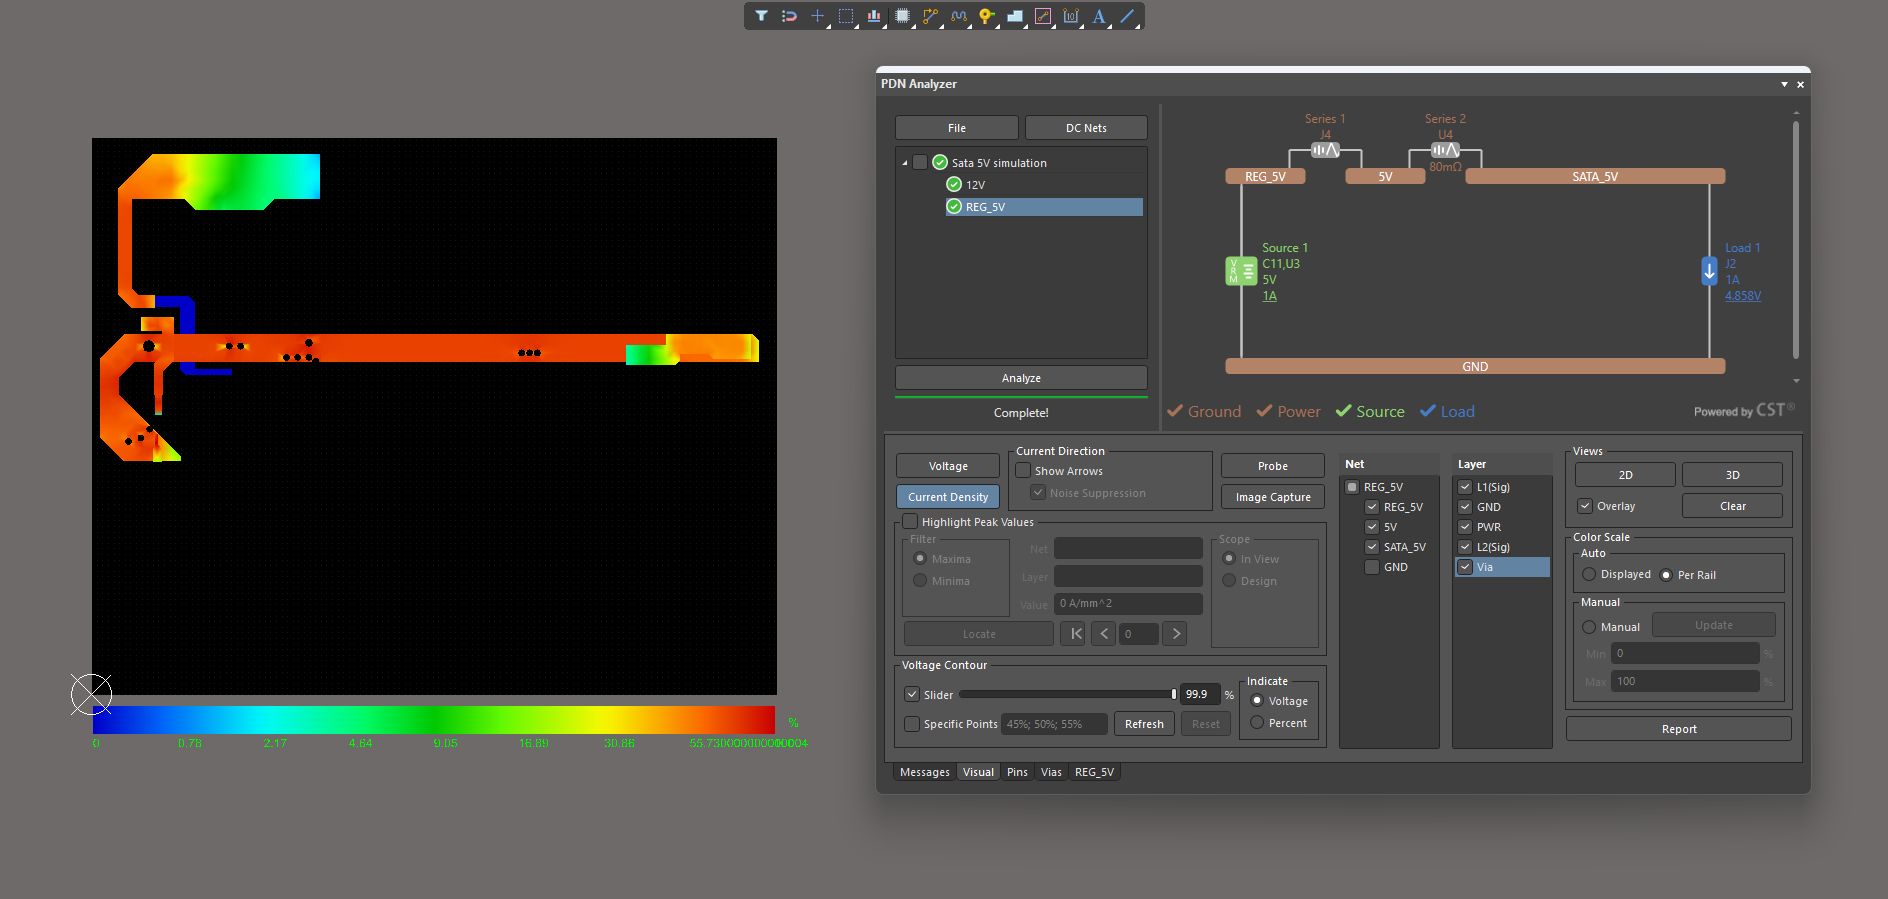 A
PDN Analyzer
File
DC Nets
Sata 5V simulation
12V
REG_5V
Analyze
Complete!
Series 1
J4
Series 2
U4
80mΩ
REG_5V
5V
SATA_5V
VRM
Source 1
C11,U3
5V
1A
Load 1
J2
1A
4.858V
GND
Ground
Power
Source
Load
Powered by CST®
Voltage
Current Density
Current Direction
Show Arrows
Noise Suppression
Probe
Image Capture
Highlight Peak Values
Filter
Maxima
Minima
Net
Layer
Value
0 A/mm^2
Scope
In View
Design
Locate
0
Voltage Contour
Slider
99.9
%
Specific Points
45%; 50%; 55%
Refresh
Reset
Indicate
Voltage
Percent
Net
REG_5V
REG_5V
5V
SATA_5V
GND
Layer
L1(Sig)
GND
PWR
L2(Sig)
Via
Views
2D
3D
Overlay
Clear
Color Scale
Auto
Displayed
Per Rail
Manual
Manual
Update
Min
0
%
Max
100
%
Report
Messages
Visual
Pins
Vias
REG_5V
%
0
0.78
2.17
4.64
9.05
16.89
30.86